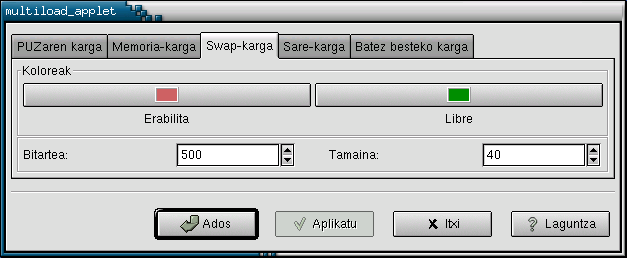 multiload_applet
PUZaren karga Memoria-karga Swap-karga Sare-karga Batez besteko karga
Koloreak
Erabilita Libre
Bitartea: 500 Tamaina: 40
Ados Aplikatu Itxi Laguntza